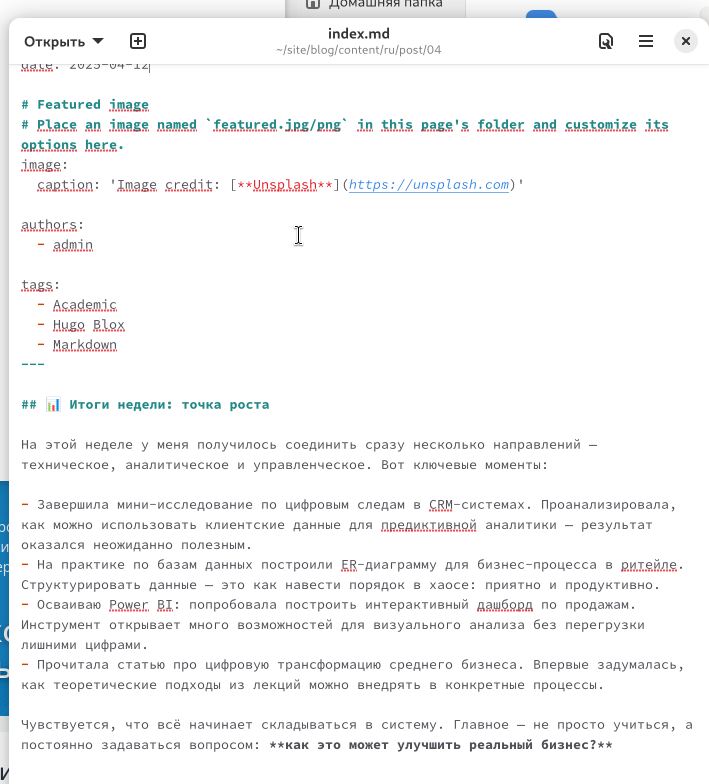 Домашняя папка
Открыть
index.md
~/site/blog/content/ru/post/04
date: 2025-04-12
# Featured image
# Place an image named `featured.jpg/png` in this page's folder and customize its
options here.
image:
  caption: 'Image credit: [**Unsplash**](https://unsplash.com)'
authors:
  - admin
tags:
  - Academic
  - Hugo Blox
  - Markdown
---
## 📊 Итоги недели: точка роста
На этой неделе у меня получилось соединить сразу несколько направлений —
техническое, аналитическое и управленческое. Вот ключевые моменты:
- Завершила мини-исследование по цифровым следам в CRM-системах. Проанализировала,
как можно использовать клиентские данные для предиктивной аналитики — результат
оказался неожиданно полезным.
- На практике по базам данных построили ER-диаграмму для бизнес-процесса в ритейле.
Структурировать данные — это как навести порядок в хаосе: приятно и продуктивно.
- Осваиваю Power BI: попробовала построить интерактивный дашборд по продажам.
Инструмент открывает много возможностей для визуального анализа без перегрузки
лишними цифрами.
- Прочитала статью про цифровую трансформацию среднего бизнеса. Впервые задумалась,
как теоретические подходы из лекций можно внедрять в конкретные процессы.
Чувствуется, что всё начинает складываться в систему. Главное — не просто учиться, а
постоянно задаваться вопросом: **как это может улучшить реальный бизнес?**